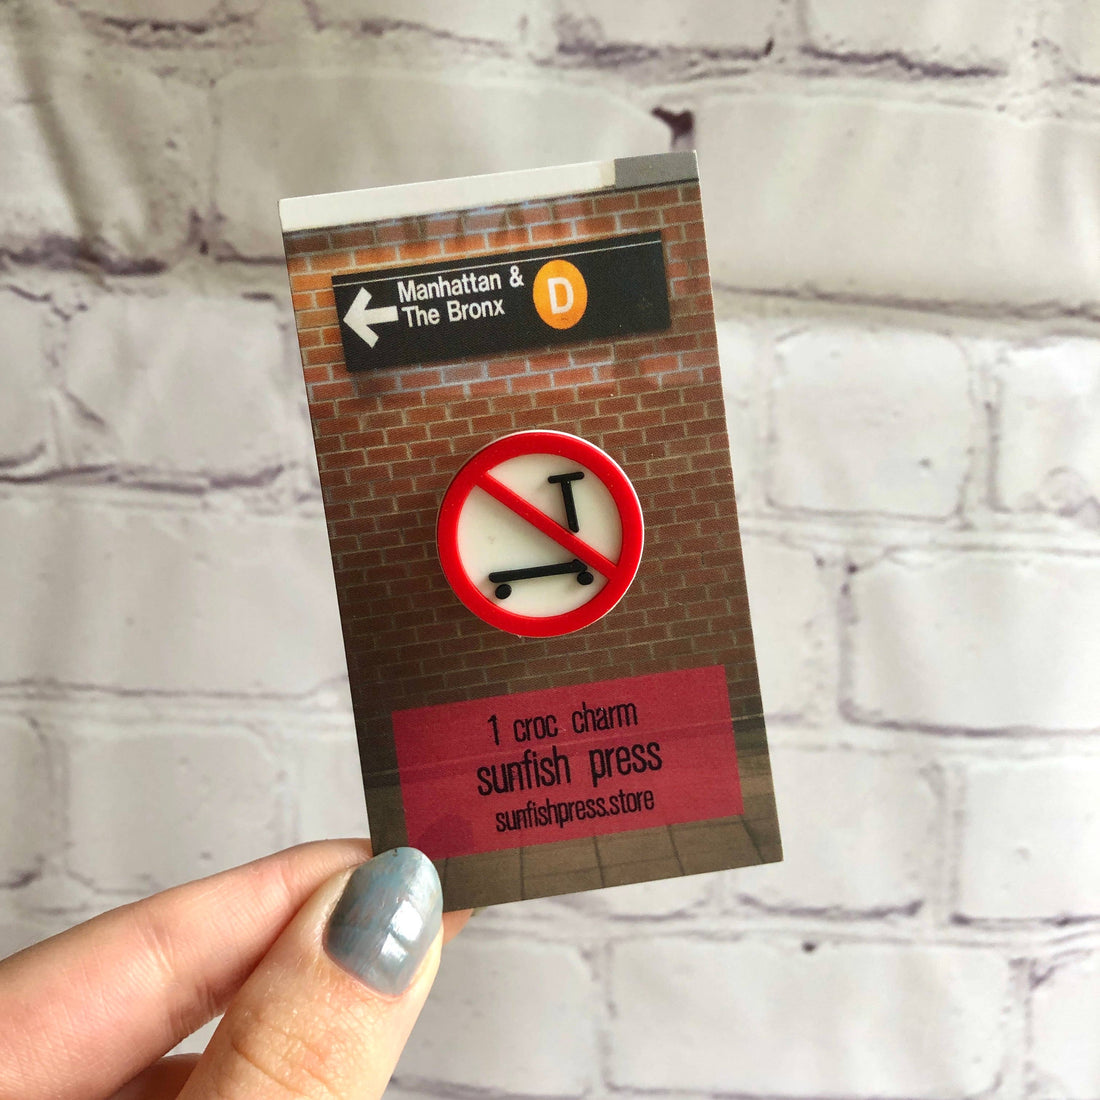 Manhattan &
The Bronx
D
1 croc charm
sunfish press
sunfishpress.store